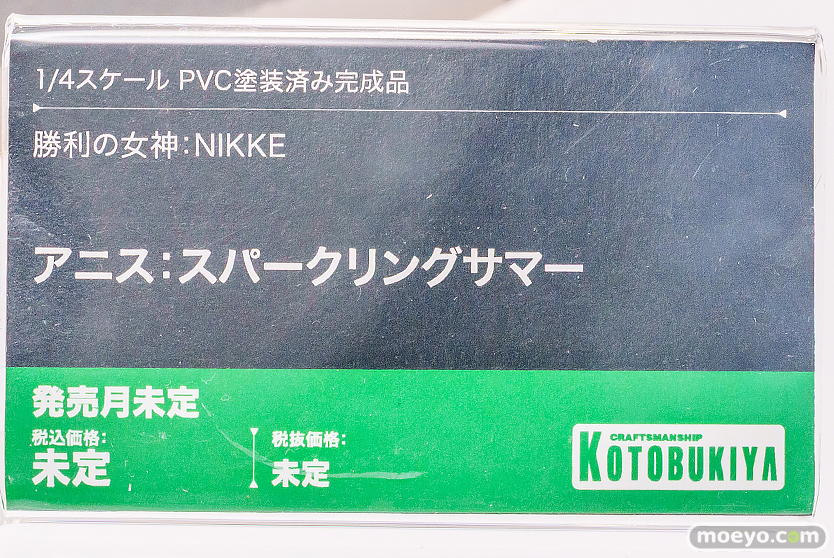 1/4スケール PVC塗装済み完成品
勝利の女神：NIKKE
アニス：スパークリングサマー
発売月未定
税込価格：
未定
税抜価格：
未定
CRAFTSMANSHIP
KOTOBUKIYA
moeyo.com